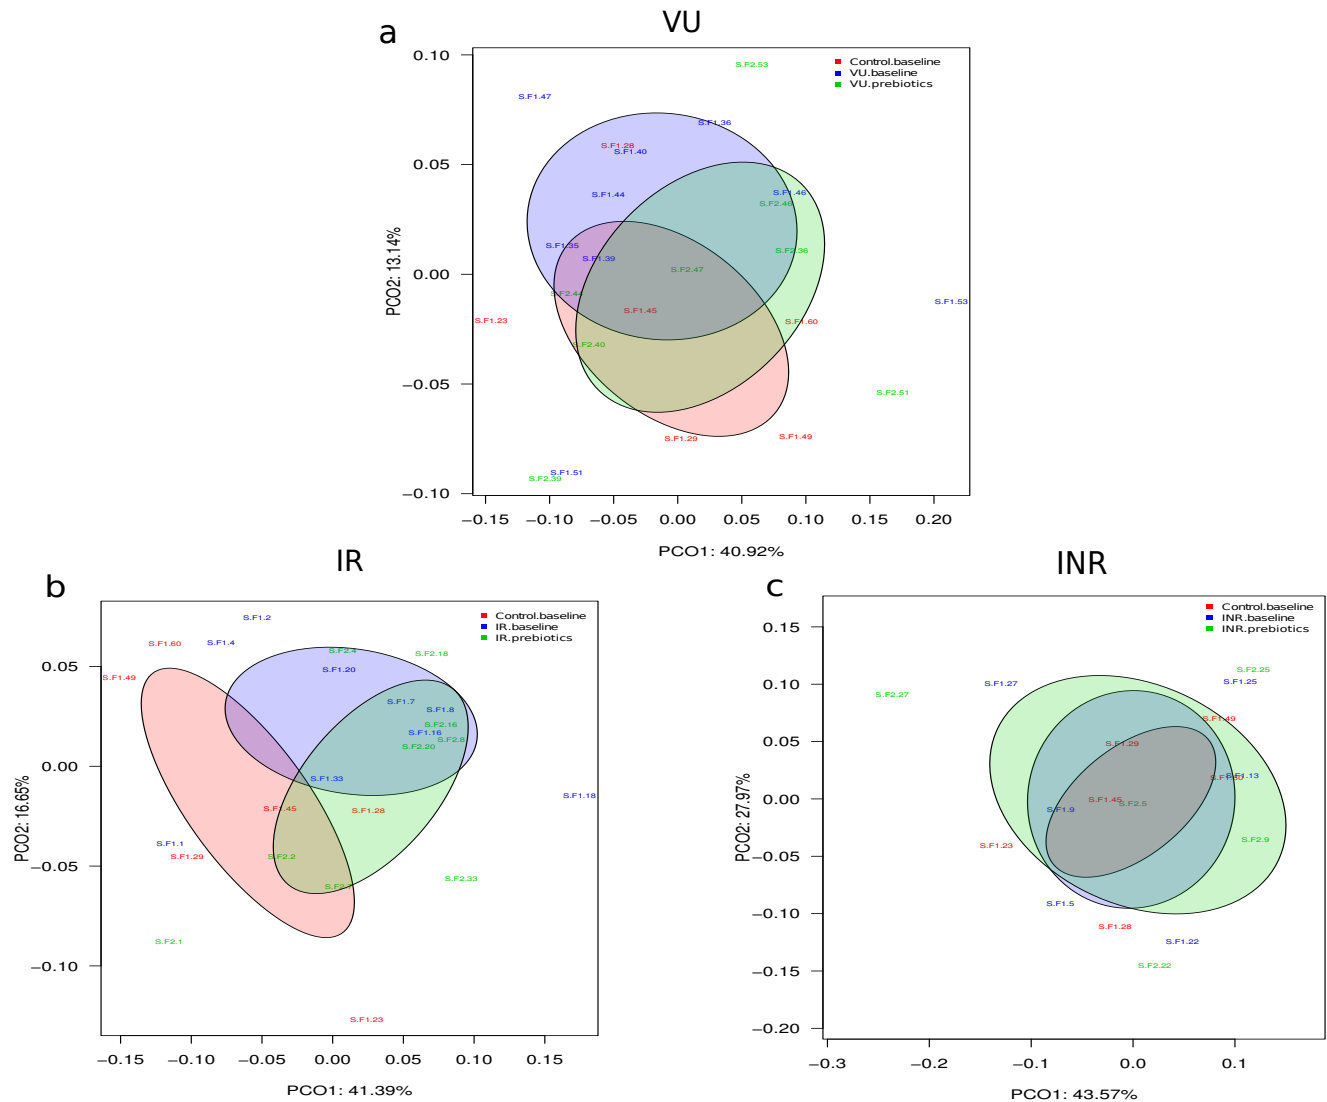 a
VU
Control.baseline
VU.baseline
VU.prebiotics
PCO2: 13.14%
0.10
0.05
0.00
−0.05
−0.10
S.F2.53
S.F1.47
S.F1.36
S.F1.28
S.F1.40
S.F1.44
S.F1.46
S.F2.46
S.F1.35
S.F2.36
S.F1.39
S.F2.47
S.F2.44
S.F1.53
S.F1.45
S.F1.23
S.F1.60
S.F2.40
S.F2.51
S.F1.29
S.F1.49
S.F1.51
S.F2.39
−0.15 −0.10 −0.05 0.00 0.05 0.10 0.15 0.20
PCO1: 40.92%
b
IR
Control.baseline
IR.baseline
IR.prebiotics
PCO2: 16.65%
0.05
0.00
−0.05
−0.10
S.F1.2
S.F1.60
S.F1.4
S.F2.4
S.F2.18
S.F1.49
S.F1.20
S.F1.7
S.F1.8
S.F2.16
S.F1.16
S.F2.8
S.F2.20
S.F1.33
S.F1.18
S.F1.45
S.F1.28
S.F1.1
S.F1.29
S.F2.2
S.F2.33
S.F2.1
S.F1.23
−0.15 −0.10 −0.05 0.00 0.05 0.10 0.15
PCO1: 41.39%
c
INR
Control.baseline
INR.baseline
INR.prebiotics
PCO2: 27.97%
0.15
0.10
0.05
0.00
−0.05
−0.10
−0.15
−0.20
S.F2.25
S.F1.27
S.F1.25
S.F2.27
S.F1.49
S.F1.29
S.F1.13
S.F1.45
S.F2.5
S.F1.9
S.F2.9
S.F1.23
S.F1.5
S.F1.28
S.F1.22
S.F2.22
−0.3 −0.2 −0.1 0.0 0.1
PCO1: 43.57%